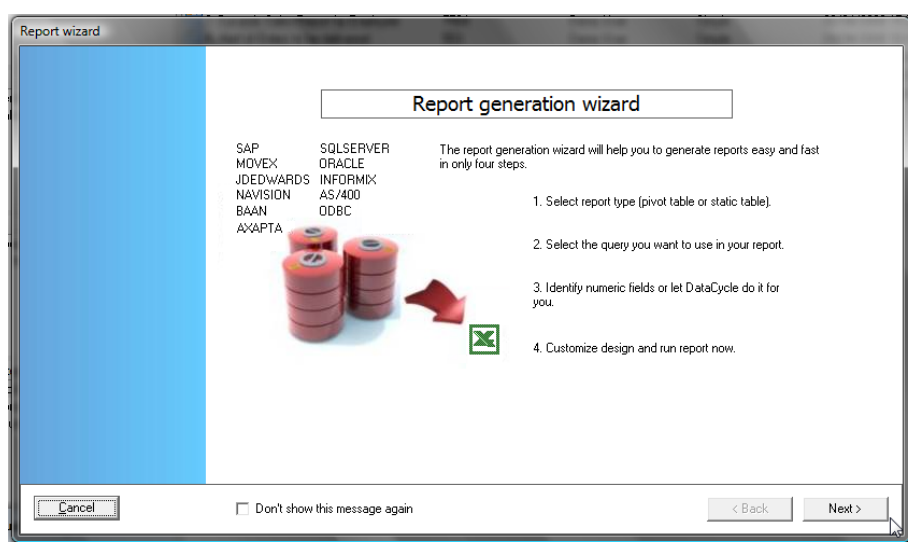 Report wizard
Report generation wizard
SAP SQLSERVER
MOVEX ORACLE
JDEDWARDS INFORMIX
NAVISION AS/400
BAAN ODBC
AXAPTA
The report generation wizard will help you to generate reports easy and fast
in only four steps.
1. Select report type (pivot table or static table).
2. Select the query you want to use in your report.
3. Identify numeric fields or let DataCycle do it for
you.
4. Customize design and run report now.
Cancel
Don't show this message again
< Back
Next >